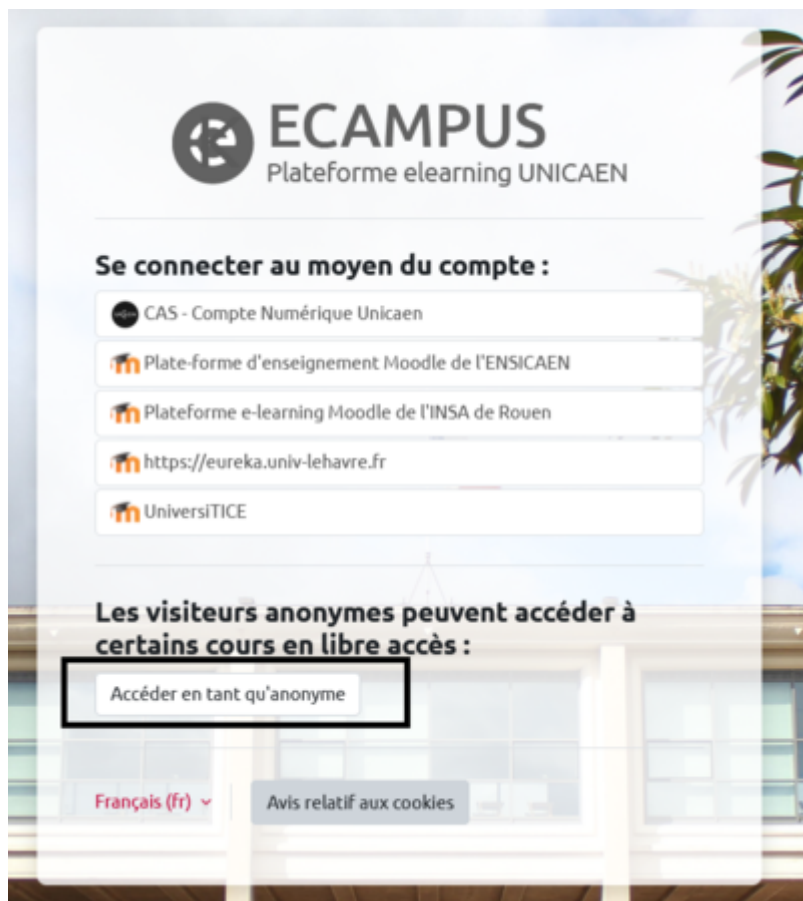 ECAMPUS
Plateforme elearning UNICAEN
Se connecter au moyen du compte :
CAS - Compte Numérique Unicaen
Plate-forme d'enseignement Moodle de l'ENSICAEN
Plateforme e-learning Moodle de l'INSA de Rouen
https://eureka.univ-lehavre.fr
UniversiTICE
Les visiteurs anonymes peuvent accéder à
certains cours en libre accès :
Accéder en tant qu'anonyme
Français (fr)
Avis relatif aux cookies